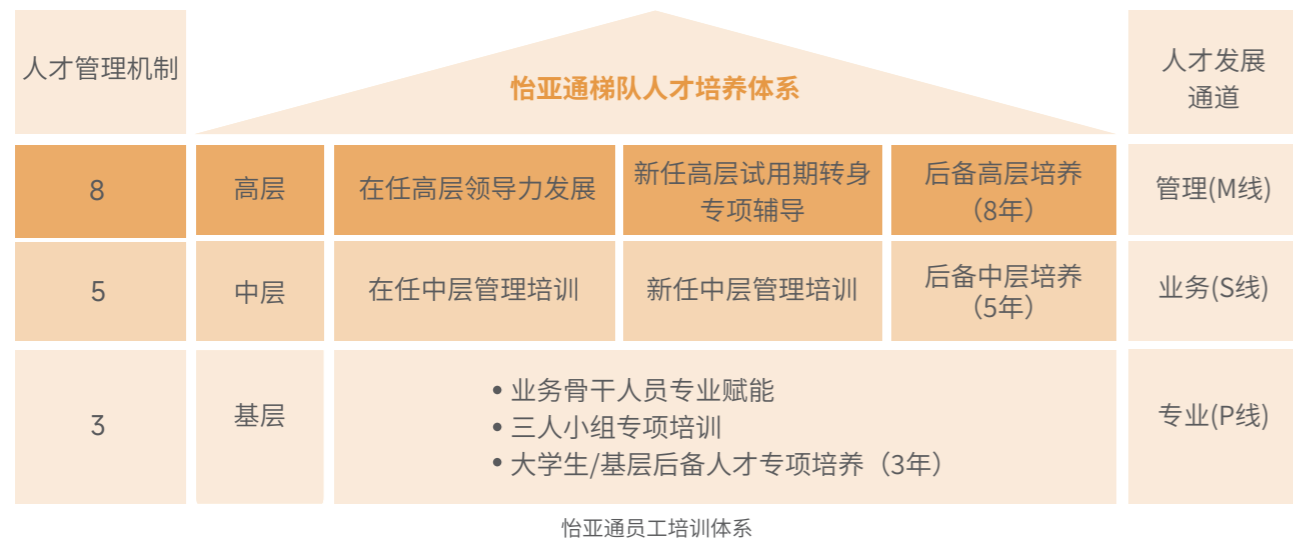 人才管理机制
怡亚通梯队人才培养体系
人才发展
通道
8
高层
在任高层领导力发展
新任高层试用期转身
专项辅导
后备高层培养
（8年）
管理(M线)
5
中层
在任中层管理培训
新任中层管理培训
后备中层培养
（5年）
业务(S线)
3
基层
• 业务骨干人员专业赋能
• 三人小组专项培训
• 大学生/基层后备人才专项培养（3年）
专业(P线)
怡亚通员工培训体系